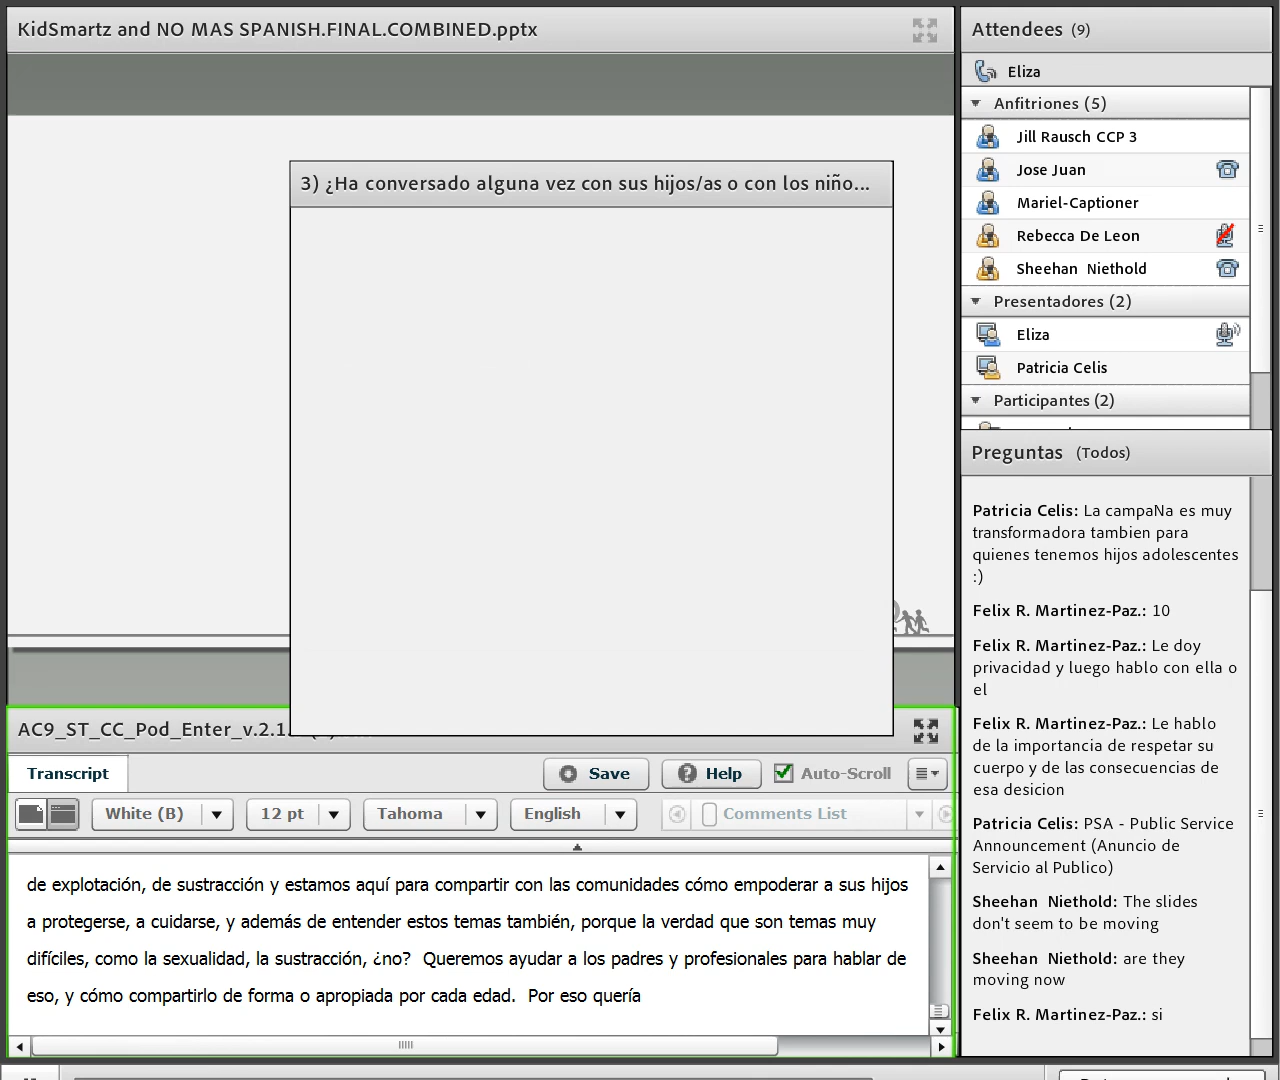 KidSmartz and NO MAS SPANISH.FINAL.COMBINED.pptx
3) ¿Ha conversado alguna vez con sus hijos/as o con los niño...
Attendees (9)
Eliza
Anfitriones (5)
Jill Rausch CCP 3
Jose Juan
Mariel-Captioner
Rebecca De Leon
Sheehan Niethold
Presentadores (2)
Eliza
Patricia Celis
Participantes (2)
Preguntas (Todos)
Patricia Celis: La campaNa es muy
transformadora tambien para
quienes tenemos hijos adolescentes
:)
Felix R. Martinez-Paz.: 10
Felix R. Martinez-Paz.: Le doy
privacidad y luego hablo con ella o
el
Felix R. Martinez-Paz.: Le hablo
de la importancia de respetar su
cuerpo y de las consecuencias de
esa desicion
Patricia Celis: PSA - Public Service
Announcement (Anuncio de
Servicio al Publico)
Sheehan Niethold: The slides
don't seem to be moving
Sheehan Niethold: are they
moving now
Felix R. Martinez-Paz.: si
AC9_ST_CC_Pod_Enter_v.2.1
Transcript
Save
Help
Auto-Scroll
White (B)
12 pt
Tahoma
English
Comments List
de explotación, de sustracción y estamos aquí para compartir con las comunidades cómo empoderar a sus hijos
a protegerse, a cuidarse, y además de entender estos temas también, porque la verdad que son temas muy
difíciles, como la sexualidad, la sustracción, ¿no? Queremos ayudar a los padres y profesionales para hablar de
eso, y cómo compartirlo de forma o apropiada por cada edad. Por eso quería